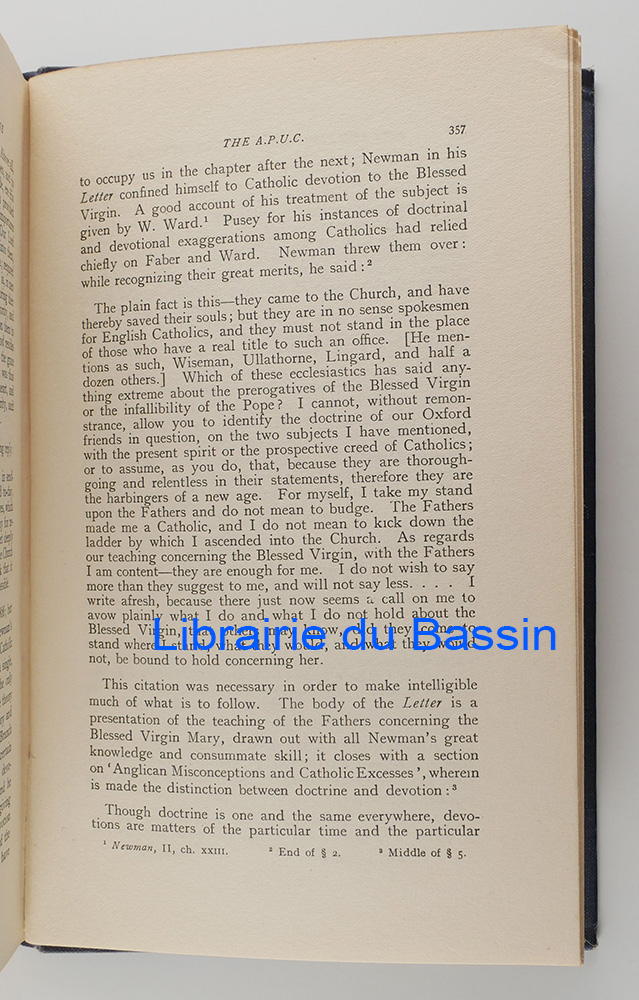 THE A.P.U.C.
357
to occupy us in the chapter after the next; Newman in his
Letter confined himself to Catholic devotion to the Blessed
Virgin. A good account of his treatment of the subject is
given by W. Ward.¹ Pusey for his instances of doctrinal
and devotional exaggerations among Catholics had relied
chiefly on Faber and Ward. Newman threw them over:
while recognizing their great merits, he said:²
The plain fact is this—they came to the Church, and have
thereby saved their souls; but they are in no sense spokesmen
for English Catholics, and they must not stand in the place
of those who have a real title to such an office. [He men-
tions as such, Wiseman, Ullathorne, Lingard, and half a
dozen others.] Which of these ecclesiastics has said any-
thing extreme about the prerogatives of the Blessed Virgin
or the infallibility of the Pope? I cannot, without remon-
strance, allow you to identify the doctrine of our Oxford
friends in question, on the two subjects I have mentioned,
with the present spirit or the prospective creed of Catholics;
or to assume, as you do, that, because they are thorough-
going and relentless in their statements, therefore they are
the harbingers of a new age. For myself, I take my stand
upon the Fathers and do not mean to budge. The Fathers
made me a Catholic, and I do not mean to kick down the
ladder by which I ascended into the Church. As regards
our teaching concerning the Blessed Virgin, with the Fathers
I am content—they are enough for me. I do not wish to say
more than they suggest to me, and will not say less. . . . . I
write afresh, because there just now seems a call on me to
avow plainly what I do and what I do not hold about the
Blessed Virgin, that others may know, did they come to
stand where I stand, what they would, and what they would
not, be bound to hold concerning her.
Librairie du Bassin
This citation was necessary in order to make intelligible
much of what is to follow. The body of the Letter is a
presentation of the teaching of the Fathers concerning the
Blessed Virgin Mary, drawn out with all Newman's great
knowledge and consummate skill; it closes with a section
on 'Anglican Misconceptions and Catholic Excesses', wherein
is made the distinction between doctrine and devotion:³
Though doctrine is one and the same everywhere, devo-
tions are matters of the particular time and the particular
¹ Newman, II, ch. XXIII. ² End of § 2. ³ Middle of § 5.